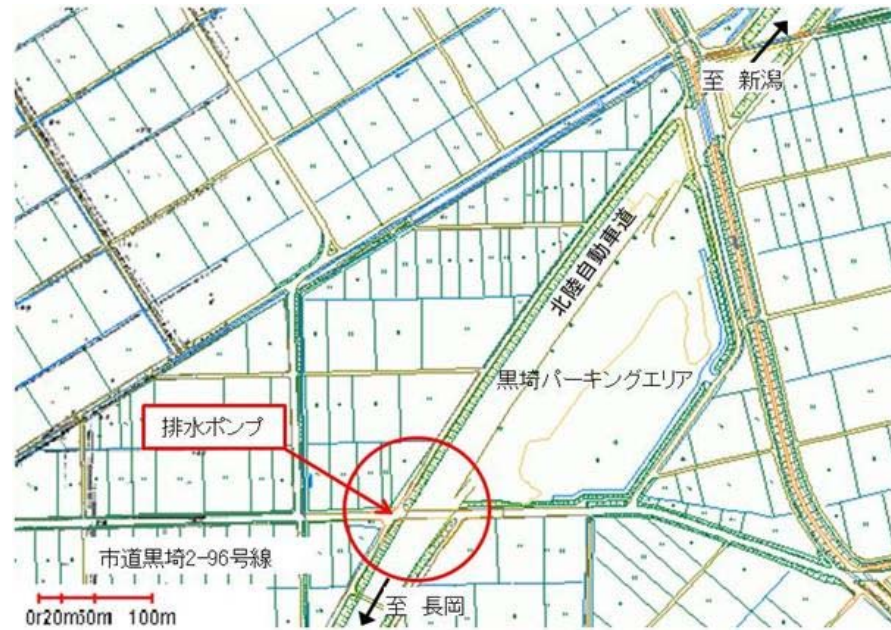 至 新潟
北陸自動車道
黒埼パーキングエリア
排水ポンプ
市道黒埼2-96号線
至 長岡
0m20m50m 100m